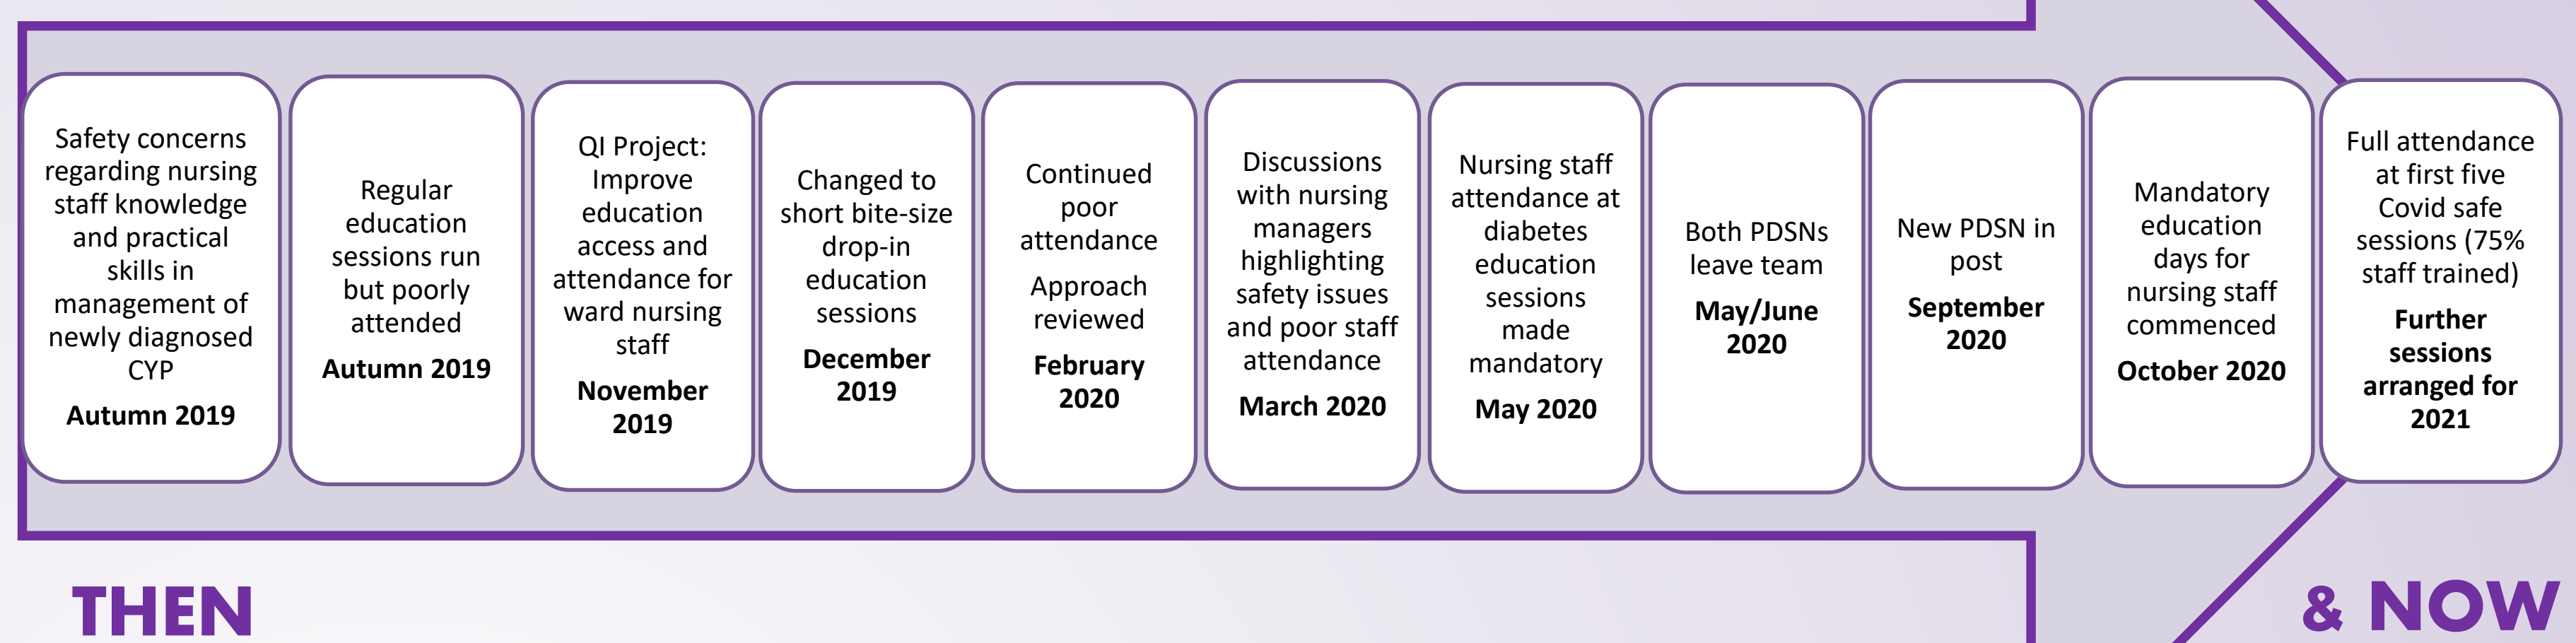 Safety concerns
regarding nursing
staff knowledge
and practical
skills in
management of
newly diagnosed
CYP
Autumn 2019
Regular
education
sessions run
but poorly
attended
Autumn 2019
QI Project:
Improve
education
access and
attendance for
ward nursing
staff
November
2019
Changed to
short bite-size
drop-in
education
sessions
December
2019
Continued
poor
attendance
Approach
reviewed
February
2020
Discussions
with nursing
managers
highlighting
safety issues
and poor staff
attendance
March 2020
Nursing staff
attendance at
diabetes
education
sessions
made
mandatory
May 2020
Both PDSNs
leave team
May/June
2020
New PDSN in
post
September
2020
Mandatory
education
days for
nursing staff
commenced
October 2020
Full attendance
at first five
Covid safe
sessions (75%
staff trained)
Further
sessions
arranged for
2021
THEN
& NOW